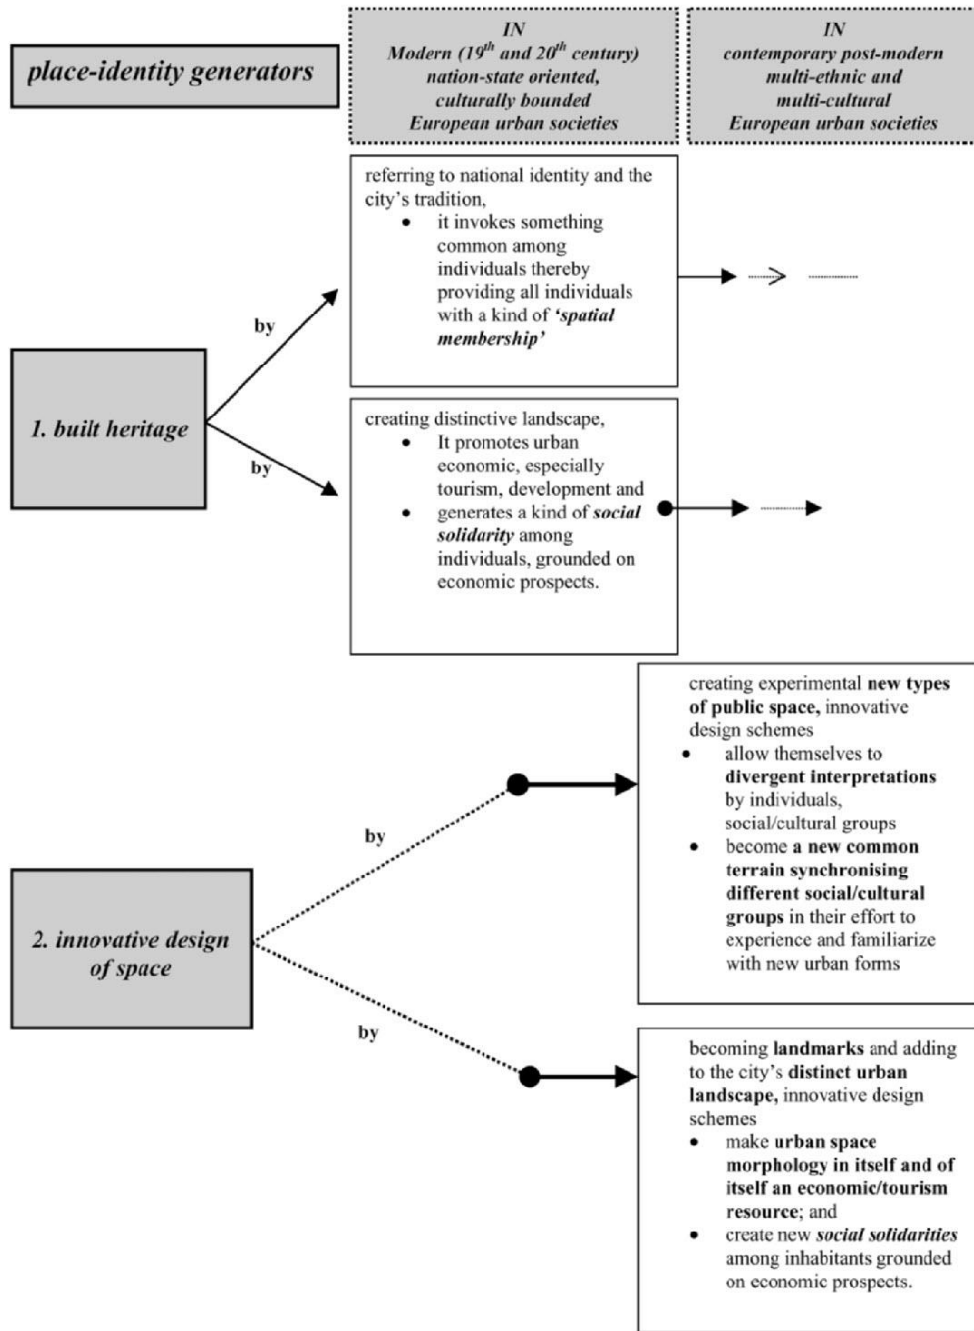 place-identity generators
IN
Modern (19th and 20th century)
nation-state oriented,
culturally bounded
European urban societies
IN
contemporary post-modern
multi-ethnic and
multi-cultural
European urban societies
referring to national identity and the
city's tradition,
• it invokes something
common among
individuals thereby
providing all individuals
with a kind of 'spatial
membership'
by
1. built heritage
by
creating distinctive landscape,
• It promotes urban
economic, especially
tourism, development and
• generates a kind of social
solidarity among
individuals, grounded on
economic prospects.
creating experimental new types
of public space, innovative
design schemes
• allow themselves to
divergent interpretations
by individuals,
social/cultural groups
• become a new common
terrain synchronising
different social/cultural
groups in their effort to
experience and familiarize
with new urban forms
by
2. innovative design
of space
by
becoming landmarks and adding
to the city's distinct urban
landscape, innovative design
schemes
• make urban space
morphology in itself and of
itself an economic/tourism
resource; and
• create new social solidarities
among inhabitants grounded
on economic prospects.